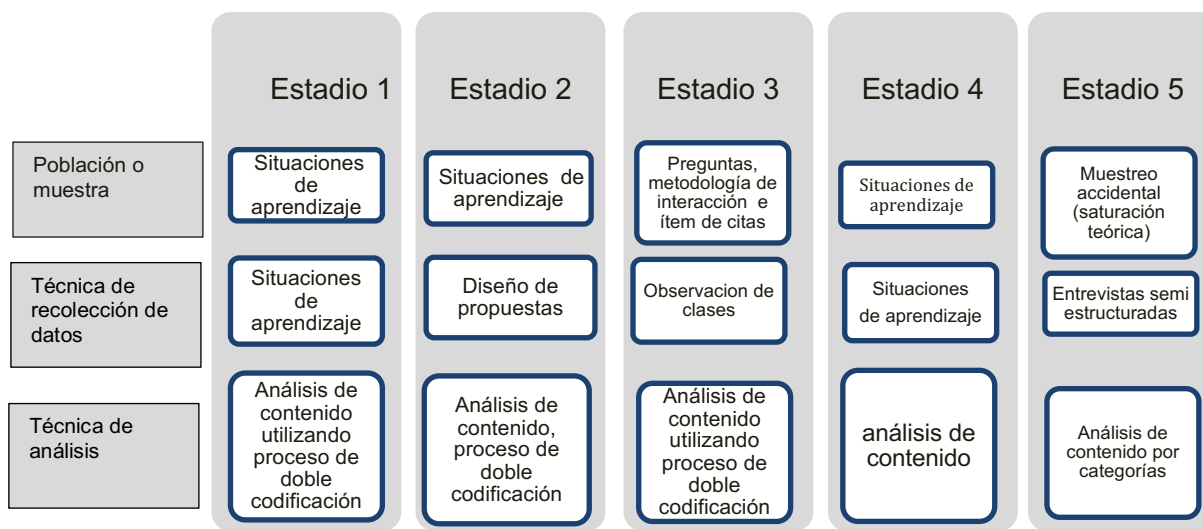 Estadio 1
Estadio 2
Estadio 3
Estadio 4
Estadio 5
Población o
muestra
Situaciones
de
aprendizaje
Situaciones de
aprendizaje
Preguntas,
metodología de
interacción e
ítem de citas
Situaciones de
aprendizaje
Muestreo
accidental
(saturación
teórica)
Técnica de
recolección de
datos
Situaciones
de
aprendizaje
Diseño de
propuestas
Observacion de
clases
Situaciones
de aprendizaje
Entrevistas semi
estructuradas
Técnica de
análisis
Análisis de
contenido
utilizando
proceso de
doble
codificación
Análisis de
contenido,
proceso de
doble
codificación
Análisis de
contenido
utilizando
proceso de
doble
codificación
análisis de
contenido
Análisis de
contenido por
categorías